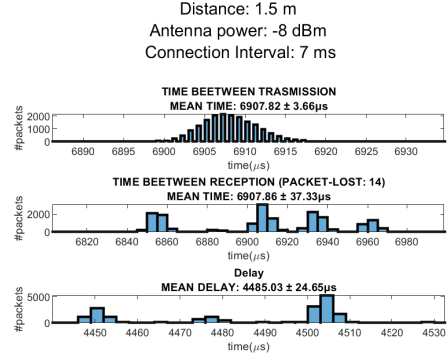 Distance: 1.5 m
Antenna power: -8 dBm
Connection Interval: 7 ms
TIME BEETWEEN TRASMISSION
MEAN TIME: 6907.82 ± 3.66μs
#packets
2000
1000
0
6890 6895 6900 6905 6910 6915 6920 6925 6930
time(μs)
TIME BEETWEEN RECEPTION (PACKET-LOST: 14)
MEAN TIME: 6907.86 ± 37.33μs
#packets
2000
0
6820 6840 6860 6880 6900 6920 6940 6960 6980
time(μs)
Delay
MEAN DELAY: 4485.03 ± 24.65μs
#packets
5000
0
4450 4460 4470 4480 4490 4500 4510 4520 4530
time(μs)